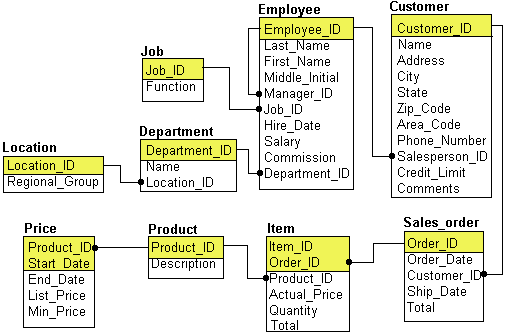 Employee
Employee_ID
Last_Name
First_Name
Middle_Initial
Manager_ID
Job_ID
Hire_Date
Salary
Commission
Department_ID
Customer
Customer_ID
Name
Address
City
State
Zip_Code
Area_Code
Phone_Number
Salesperson_ID
Credit_Limit
Comments
Job
Job_ID
Function
Location
Location_ID
Regional_Group
Department
Department_ID
Name
Location_ID
Price
Product_ID
Start_Date
End_Date
List_Price
Min_Price
Product
Product_ID
Description
Item
Item_ID
Order_ID
Product_ID
Actual_Price
Quantity
Total
Sales_order
Order_ID
Order_Date
Customer_ID
Ship_Date
Total